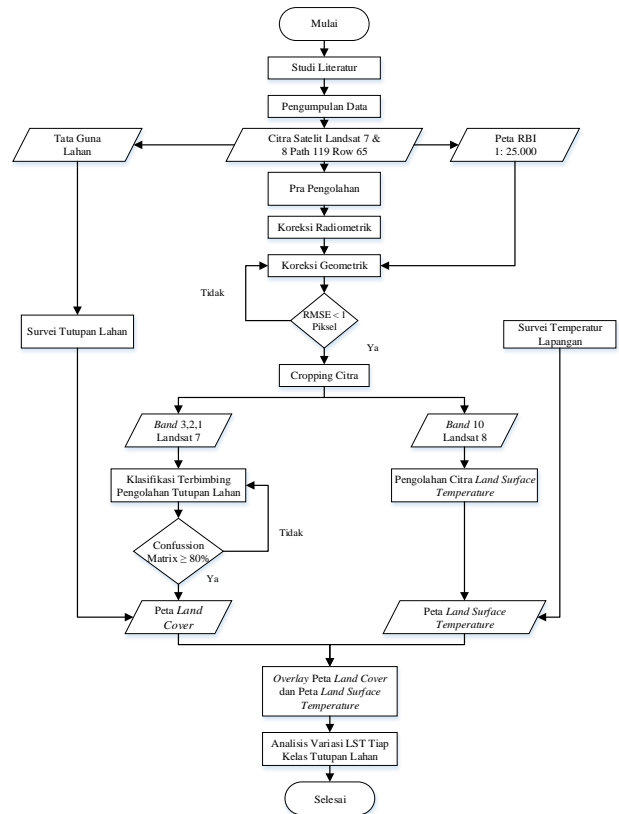 Mulai
Studi Literatur
Pengumpulan Data
Tata Guna
Lahan
Citra Satelit Landsat 7 &
8 Path 119 Row 65
Peta RBI
1: 25.000
Pra Pengolahan
Koreksi Radiometrik
Koreksi Geometrik
Tidak
RMSE < 1
Piksel
Ya
Survei Tutupan Lahan
Survei Temperatur
Lapangan
Cropping Citra
Band 3,2,1
Landsat 7
Band 10
Landsat 8
Klasifikasi Terbimbing
Pengolahan Tutupan Lahan
Pengolahan Citra Land Surface
Temperature
Confussion
Matrix ≥ 80%
Tidak
Ya
Peta Land
Cover
Peta Land Surface
Temperature
Overlay Peta Land Cover
dan Peta Land Surface
Temperature
Analisis Variasi LST Tiap
Kelas Tutupan Lahan
Selesai